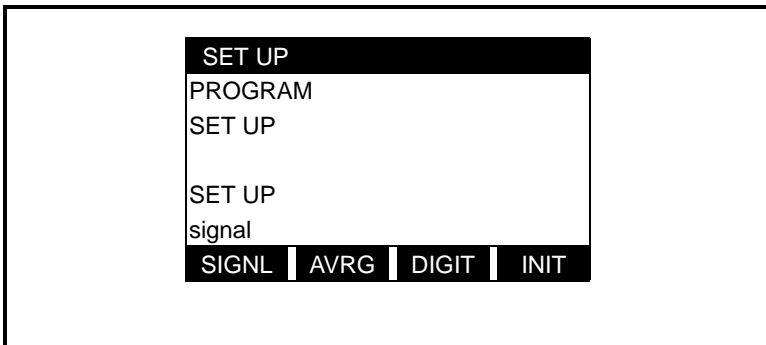 SET UP
PROGRAM
SET UP
SET UP
signal
SIGNL AVRG DIGIT INIT